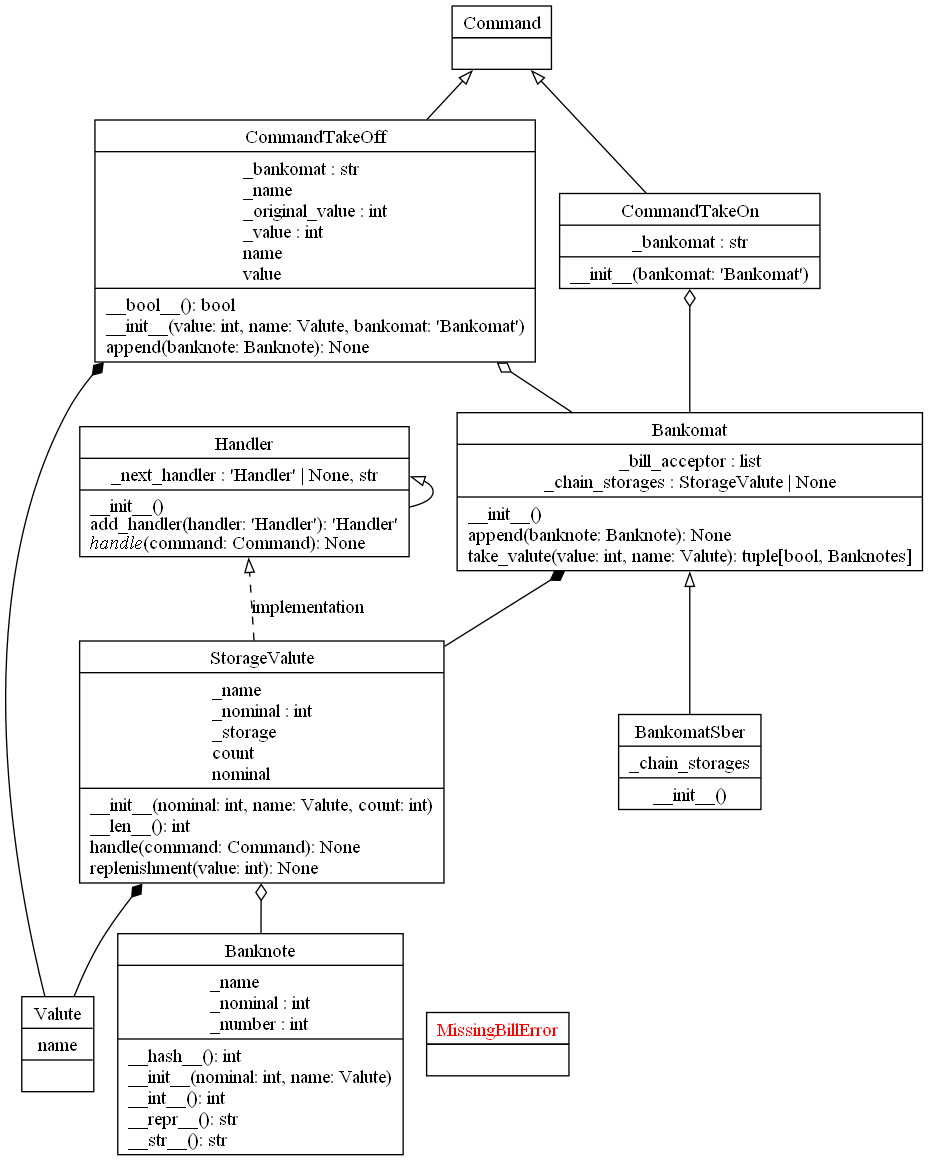 Command
CommandTakeOff
_bankomat : str
_name
_original_value : int
_value : int
name
value
__bool__(): bool
__init__(value: int, name: Valute, bankomat: 'Bankomat')
append(banknote: Banknote): None
CommandTakeOn
_bankomat : str
__init__(bankomat: 'Bankomat')
Handler
_next_handler : 'Handler' | None, str
__init__()
add_handler(handler: 'Handler'): 'Handler'
handle(command: Command): None
Bankomat
_bill_acceptor : list
_chain_storages : StorageValute | None
__init__()
append(banknote: Banknote): None
take_valute(value: int, name: Valute): tuple[bool, Banknotes]
implementation
StorageValute
_name
_nominal : int
_storage
count
nominal
__init__(nominal: int, name: Valute, count: int)
__len__(): int
handle(command: Command): None
replenishment(value: int): None
BankomatSber
_chain_storages
__init__()
Valute
name
Banknote
_name
_nominal : int
_number : int
__hash__(): int
__init__(nominal: int, name: Valute)
__int__(): int
__repr__(): str
__str__(): str
MissingBillError